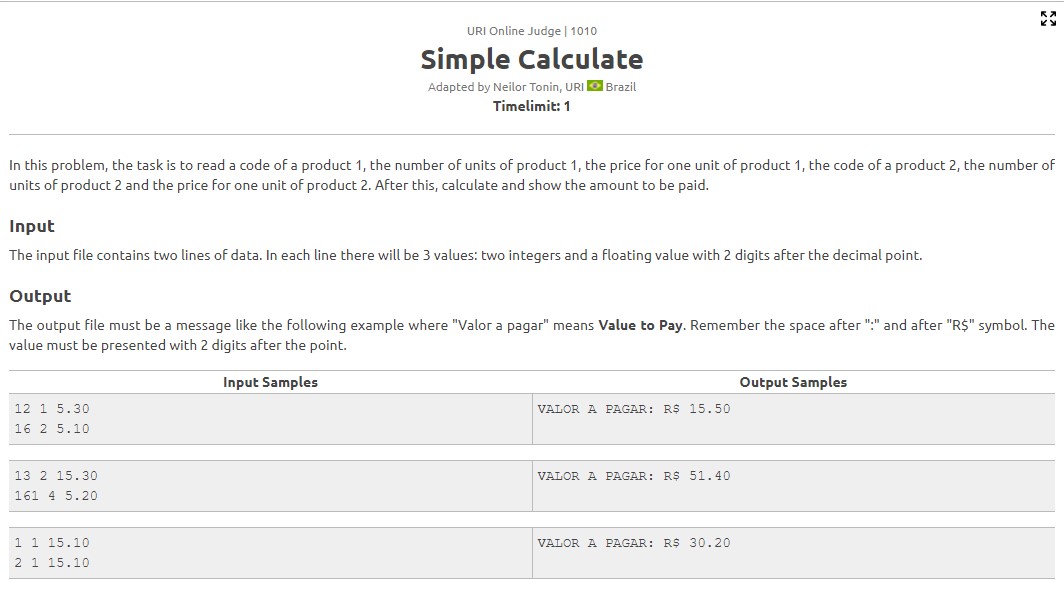 URI Online Judge | 1010
Simple Calculate
Adapted by Neilor Tonin, URI Brazil
Timelimit: 1
In this problem, the task is to read a code of a product 1, the number of units of product 1, the price for one unit of product 1, the code of a product 2, the number of
units of product 2 and the price for one unit of product 2. After this, calculate and show the amount to be paid.
Input
The input file contains two lines of data. In each line there will be 3 values: two integers and a floating value with 2 digits after the decimal point.
Output
The output file must be a message like the following example where "Valor a pagar" means Value to Pay. Remember the space after ":" and after "R$" symbol. The
value must be presented with 2 digits after the point.
Input Samples
Output Samples
12 1 5.30
16 2 5.10
VALOR A PAGAR: R$ 15.50
13 2 15.30
161 4 5.20
VALOR A PAGAR: R$ 51.40
1 1 15.10
2 1 15.10
VALOR A PAGAR: R$ 30.20